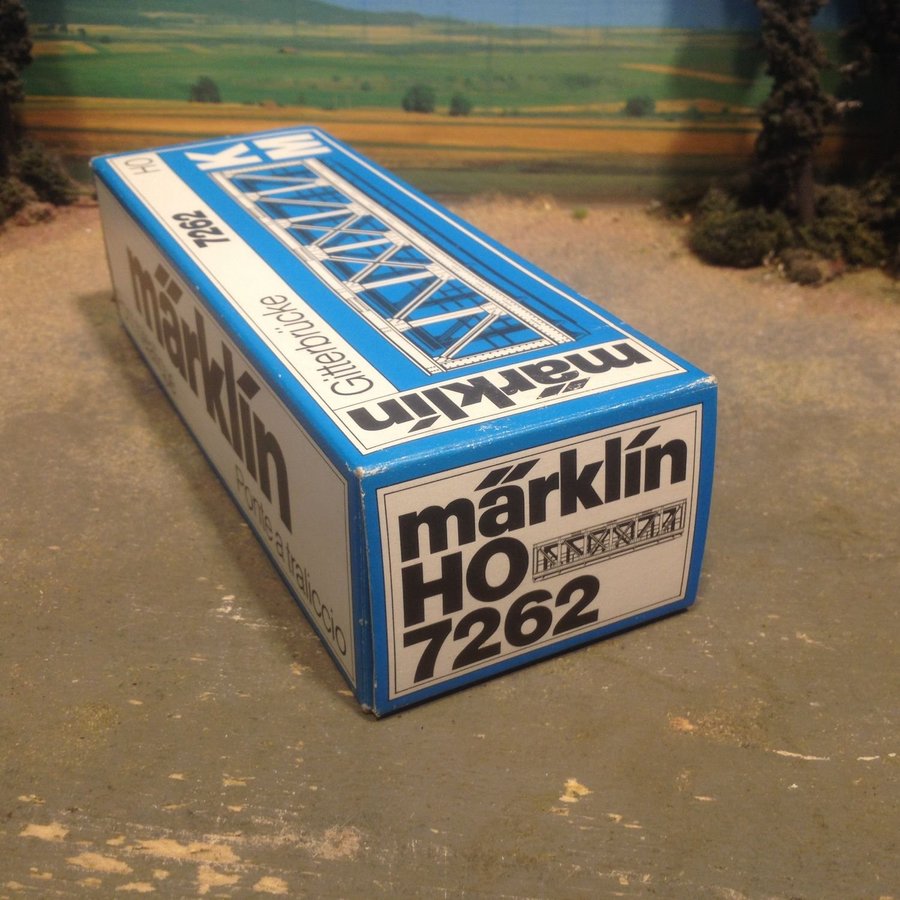 K
M
HO
7262
Gitterbrücke
märklin
märklin
Ponte a traliccio
märklin
HO
7262